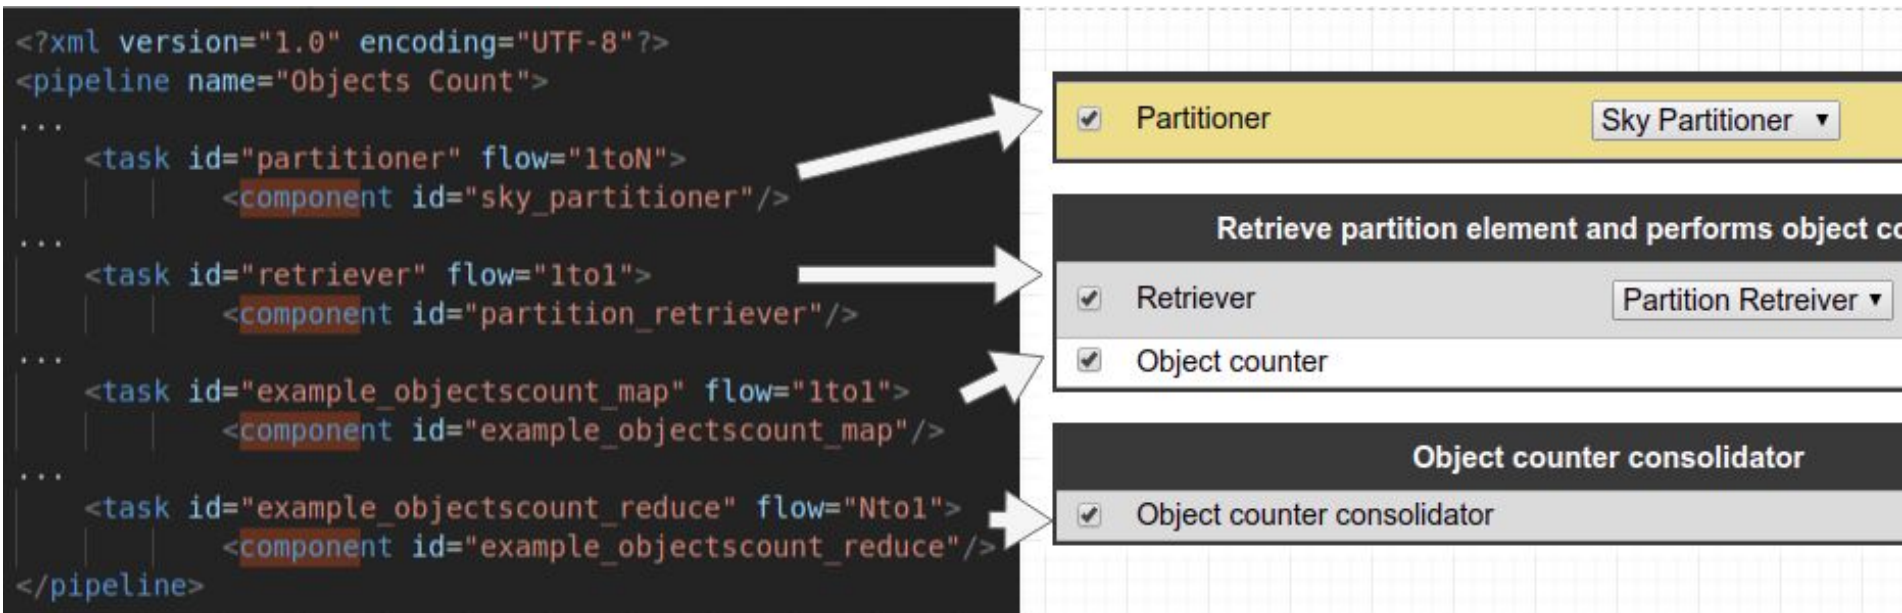 <?xml version="1.0" encoding="UTF-8"?>
<pipeline name="Objects Count">
...
<task id="partitioner" flow="1toN">
<component id="sky_partitioner"/>
...
<task id="retriever" flow="1to1">
<component id="partition_retriever"/>
...
<task id="example_objectscount_map" flow="1to1">
<component id="example_objectscount_map"/>
...
<task id="example_objectscount_reduce" flow="Nto1">
<component id="example_objectscount_reduce"/>
</pipeline>
Partitioner Sky Partitioner
Retrieve partition element and performs object co
Retriever Partition Retreiver
Object counter
Object counter consolidator
Object counter consolidator